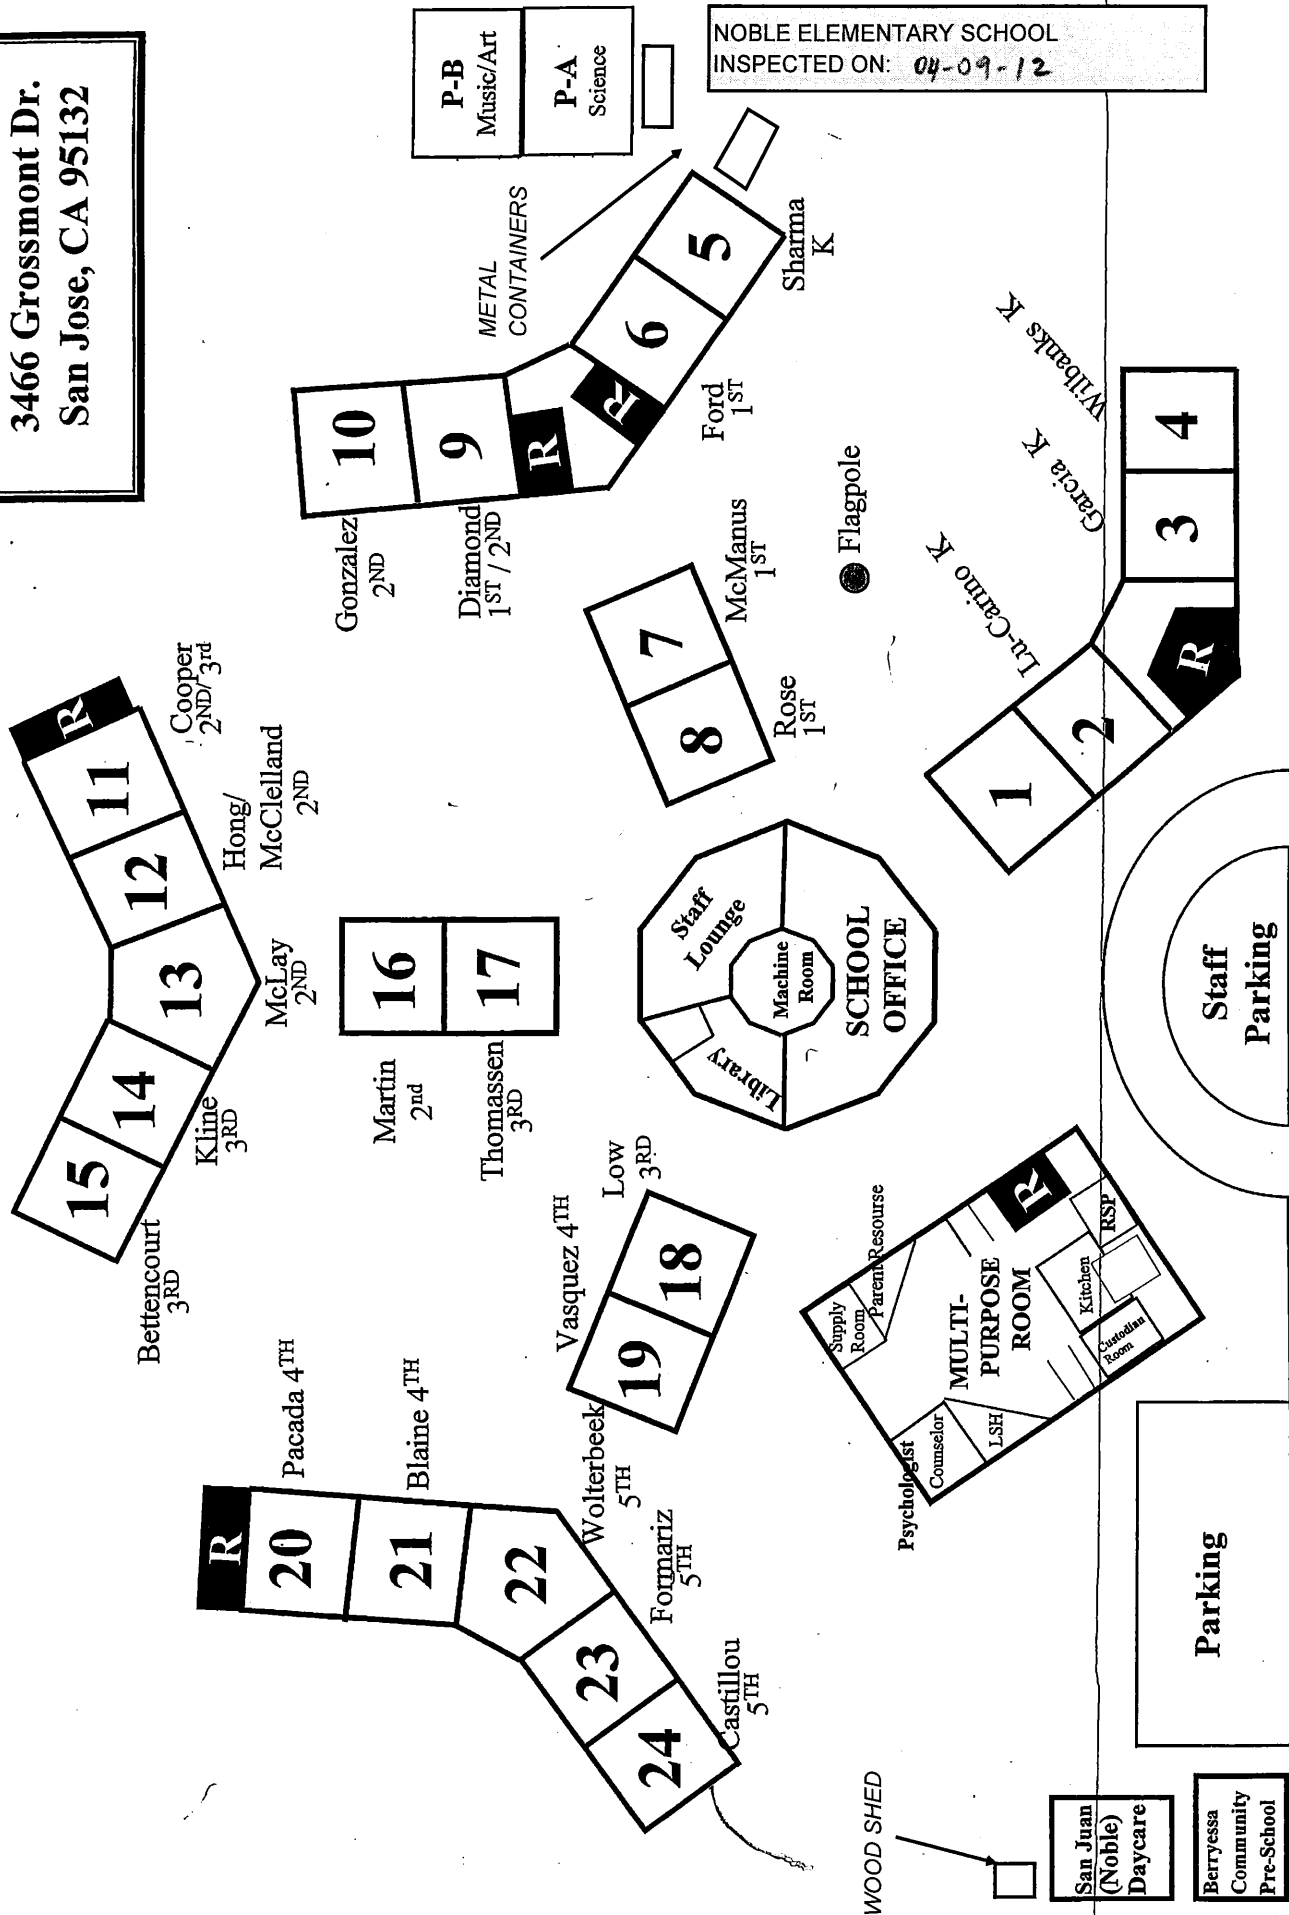 3466 Grossmont Dr.
San Jose, CA 95132
NOBLE ELEMENTARY SCHOOL
INSPECTED ON: 04-09-12
P-B
Music/Art
P-A
Science
METAL
CONTAINERS
10
9
R
R
6
5
Gonzalez
2ND
Diamond
1ST / 2ND
Ford
1ST
Sharma
K
R
11
12
13
14
15
Cooper
2ND/3rd
Hong/
McClelland
2ND
McLay
2ND
Kline
3RD
Bettencourt
3RD
16
17
Martin
2nd
Thomassen
3RD
7
8
McManus
1ST
Rose
1ST
Flagpole
Wilbanks K
Garcia K
Lu-Carino K
4
3
R
2
1
Staff
Lounge
Library
Machine
Room
SCHOOL
OFFICE
Staff
Parking
Low
3RD
Vasquez 4TH
18
19
R
20
21
22
23
24
Pacada 4TH
Blaine 4TH
Wolterbeek
5TH
Formariz
5TH
Castillou
5TH
Supply
Room
Parent Resourse
MULTI-
PURPOSE
ROOM
R
RSP
Kitchen
Custodian
Room
Psychologist
Counselor
LSH
Parking
WOOD SHED
San Juan
(Noble)
Daycare
Berryessa
Community
Pre-School